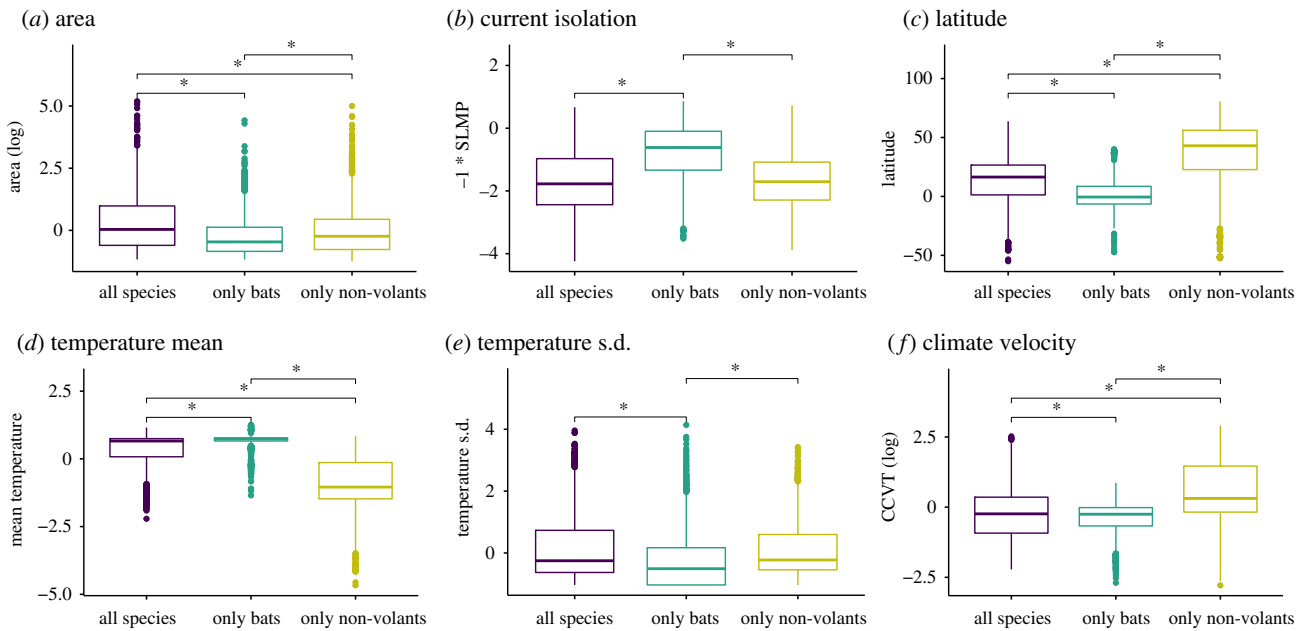 (a) area
*
*
*
5.0
2.5
0
area (log)
all species only bats only non-volants
(b) current isolation
*
*
2
0
−2
−4
−1 * SLMP
all species only bats only non-volants
(c) latitude
*
*
*
100
50
0
−50
latitude
all species only bats only non-volants
(d) temperature mean
*
*
*
2.5
0
−2.5
−5.0
mean temperature
all species only bats only non-volants
(e) temperature s.d.
*
*
4
2
0
temperature s.d.
all species only bats only non-volants
(f) climate velocity
*
*
*
2.5
0
−2.5
CCVT (log)
all species only bats only non-volants